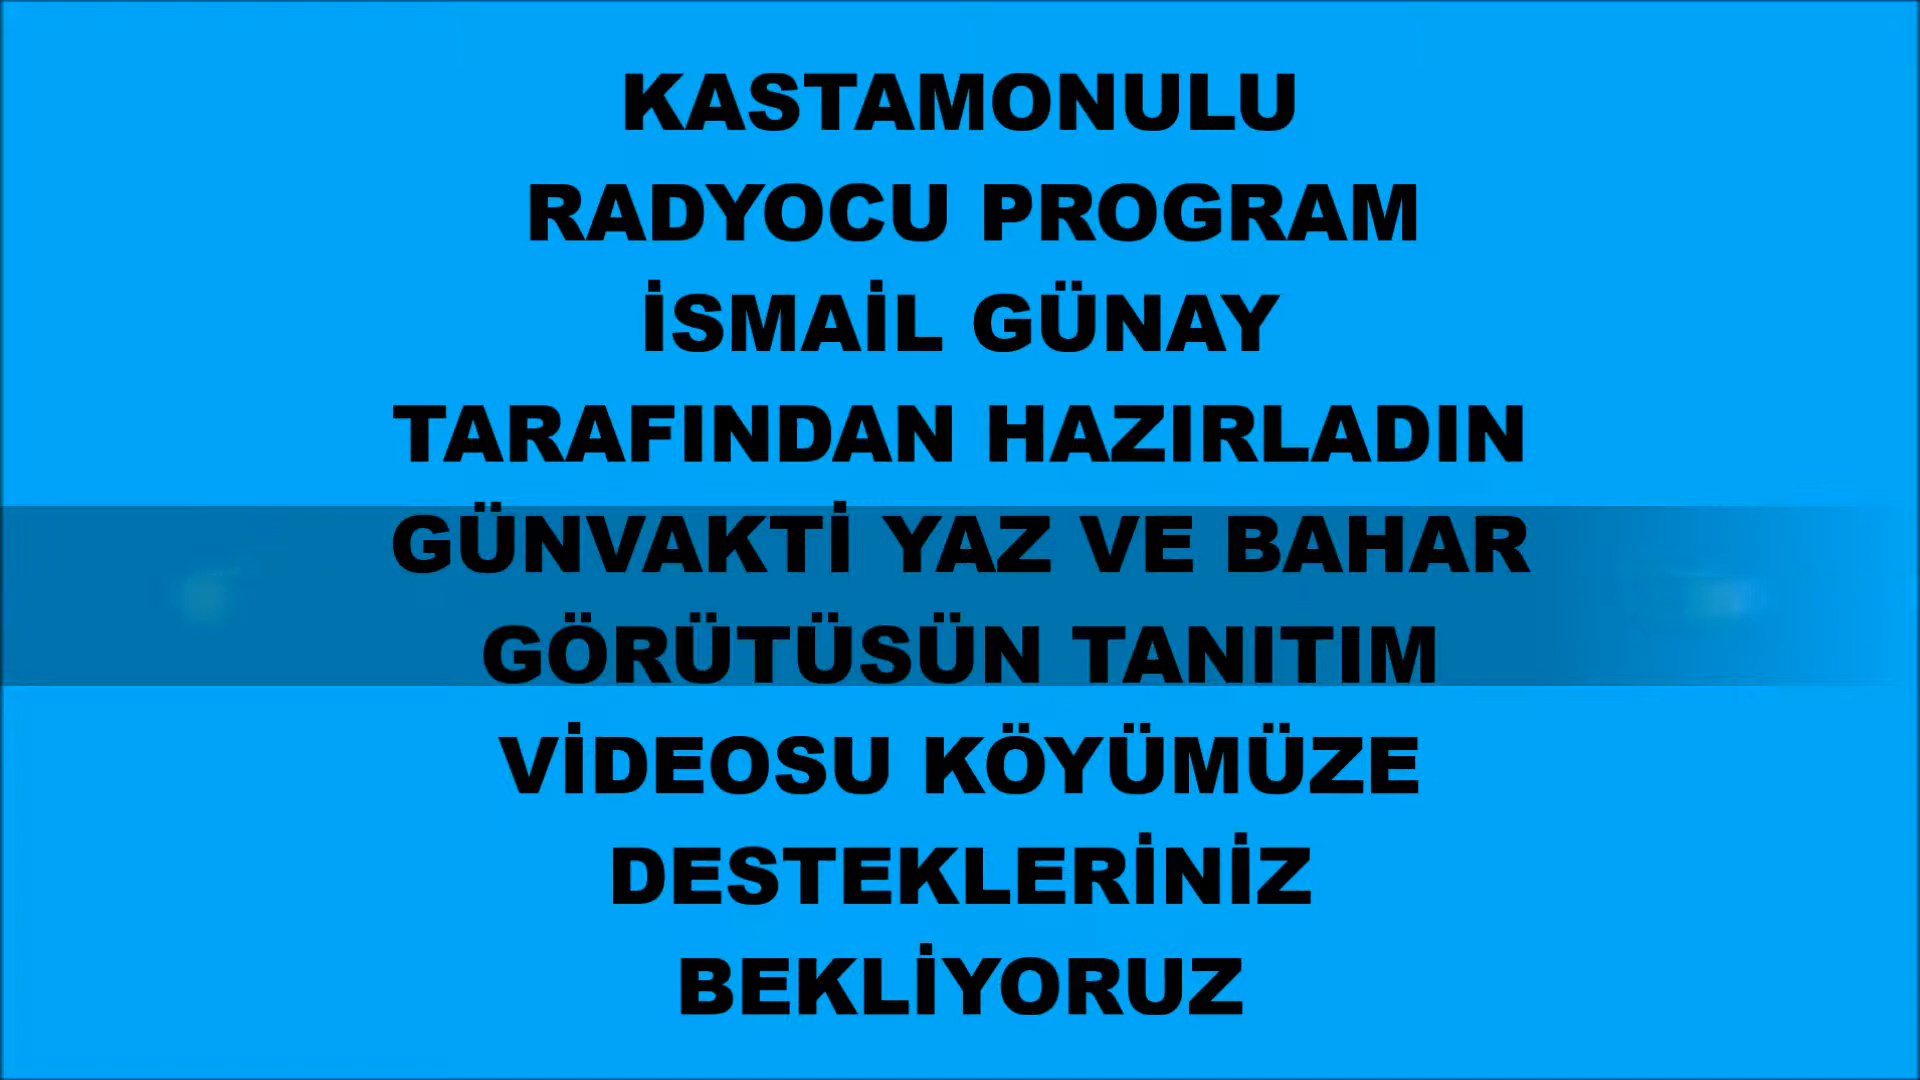 KASTAMONULU
RADYOCU PROGRAM
İSMAİL GÜNAY
TARAFINDAN HAZIRLADIN
GÜNVAKTİ YAZ VE BAHAR
GÖRÜTÜSÜN TANITIM
VİDEOSU KÖYÜMÜZE
DESTEKLERİNİZ
BEKLİYORUZ